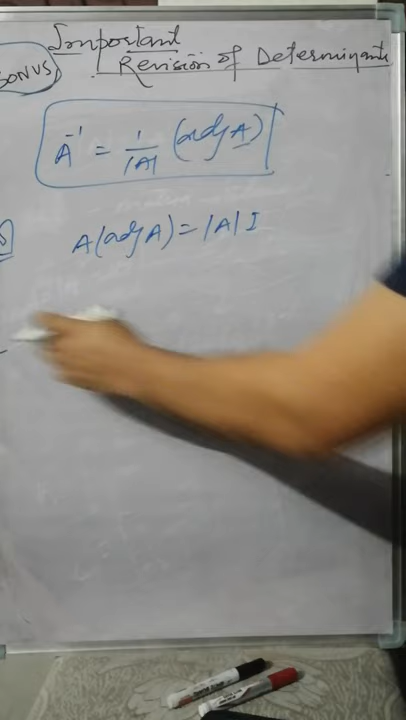 Important
BONUS Revision of Determinants
A⁻¹ = 1/|A| (adj A)
A(adj A) = |A| I